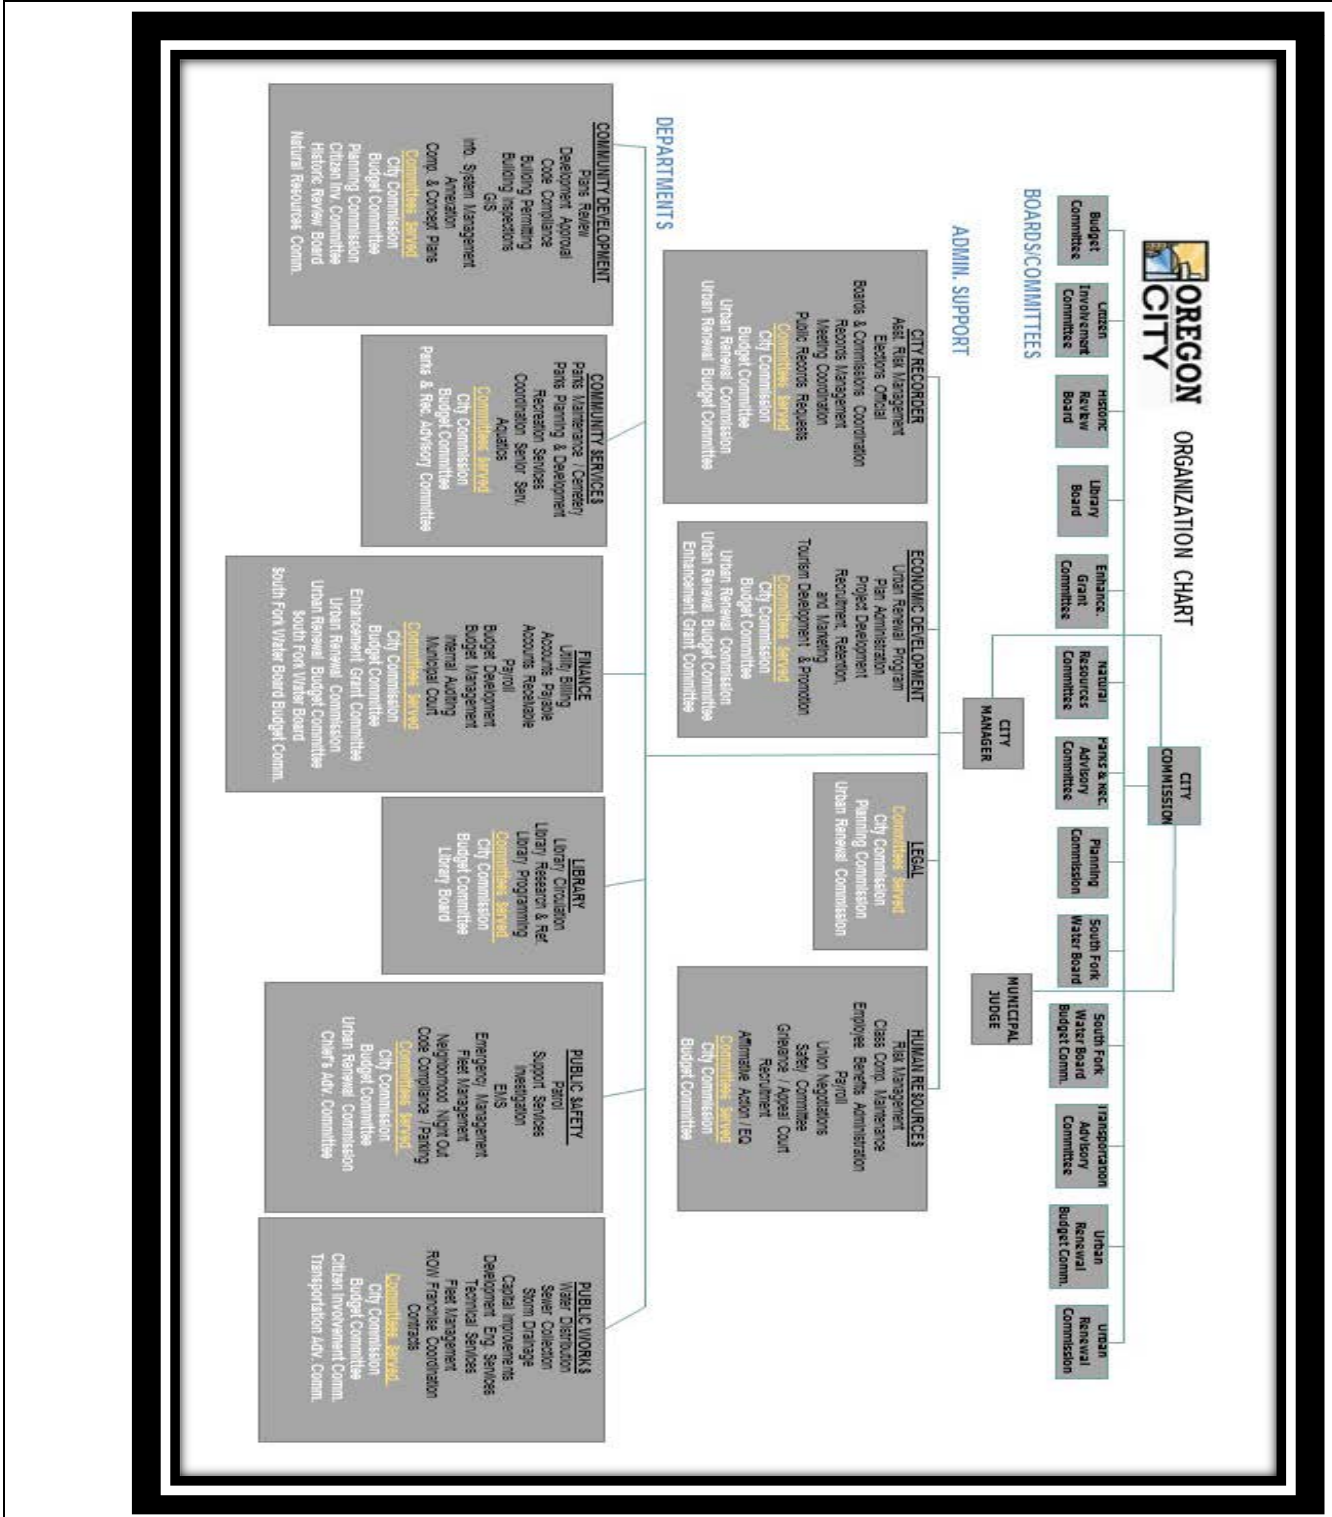 OREGON
CITY
ORGANIZATION CHART
CITY
COMMISSION
BOARDS/COMMITTEES
Budget
Committee
Citizen
Involvement
Committee
Historic
Review
Board
Library
Board
Enhance.
Grant
Committee
Natural
Resources
Committee
Parks & Rec.
Advisory
Committee
Planning
Commission
South Fork
Water Board
South Fork
Water Board
Budget Comm.
Transportation
Advisory
Committee
Urban
Renewal
Budget Comm.
Urban
Renewal
Commission
CITY
MANAGER
MUNICIPAL
JUDGE
ADMIN. SUPPORT
CITY RECORDER
Asst. Risk Management
Elections Official
Boards & Commissions Coordination
Records Management
Meeting Coordination
Public Records Requests
Committees Served
City Commission
Budget Committee
Urban Renewal Commission
Urban Renewal Budget Committee
ECONOMIC DEVELOPMENT
Urban Renewal Program
Plan Administration
Project Development
Recruitment, Retention,
and Marketing
Tourism Development & Promotion
Committees Served
City Commission
Budget Committee
Urban Renewal Commission
Urban Renewal Budget Committee
Enhancement Grant Committee
LEGAL
Committees Served
City Commission
Planning Commission
Urban Renewal Commission
HUMAN RESOURCES
Risk Management
Class Comp. Maintenance
Employee Benefits Administration
Payroll
Union Negotiations
Safety Committee
Grievance / Appeal Court
Recruitment
Affirmative Action / EQ
Committees Served
City Commission
Budget Committee
DEPARTMENTS
COMMUNITY DEVELOPMENT
Plans Review
Development Approval
Code Compliance
Building Permitting
Building Inspections
GIS
Info. System Management
Annexation
Comp. & Concept Plans
Committees Served
City Commission
Budget Committee
Planning Commission
Citizen Inv. Committee
Historic Review Board
Natural Resources Comm.
COMMUNITY SERVICES
Parks Maintenance / Cemetery
Parks Planning & Development
Recreation Services
Coordination Senior Serv.
Aquatics
Committees Served
City Commission
Budget Committee
Parks & Rec. Advisory Committee
FINANCE
Utility Billing
Accounts Payable
Accounts Receivable
Payroll
Budget Development
Budget Management
Internal Auditing
Municipal Court
Committees Served
City Commission
Budget Committee
Enhancement Grant Committee
Urban Renewal Commission
Urban Renewal Budget Committee
South Fork Water Board
South Fork Water Board Budget Comm.
LIBRARY
Library Circulation
Library Research & Ref.
Library Programming
Committees Served
City Commission
Budget Committee
Library Board
PUBLIC SAFETY
Patrol
Support Services
Investigation
EMS
Emergency Management
Fleet Management
Neighborhood Night Out
Code Compliance / Parking
Committees Served
City Commission
Budget Committee
Urban Renewal Commission
Chief's Adv. Committee
PUBLIC WORKS
Water Distribution
Sewer Collection
Storm Drainage
Capital Improvements
Development Eng. Services
Technical Services
Fleet Management
ROW Franchise Coordination
Contracts
Committees Served
City Commission
Budget Committee
Citizen Involvement Comm.
Transportation Adv. Comm.